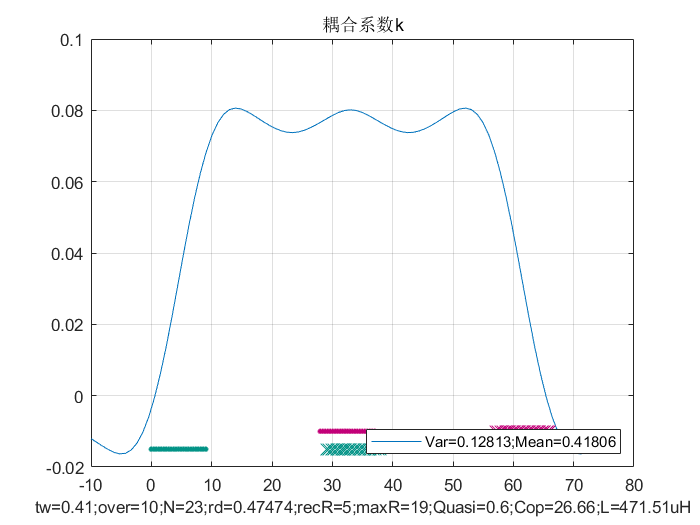 耦合系数k
0.1
0.08
0.06
0.04
0.02
0
-0.02
-10 0 10 20 30 40 50 60 70 80
Var=0.12813;Mean=0.41806
tw=0.41;over=10;N=23;rd=0.47474;recR=5;maxR=19;Quasi=0.6;Cop=26.66;L=471.51uH